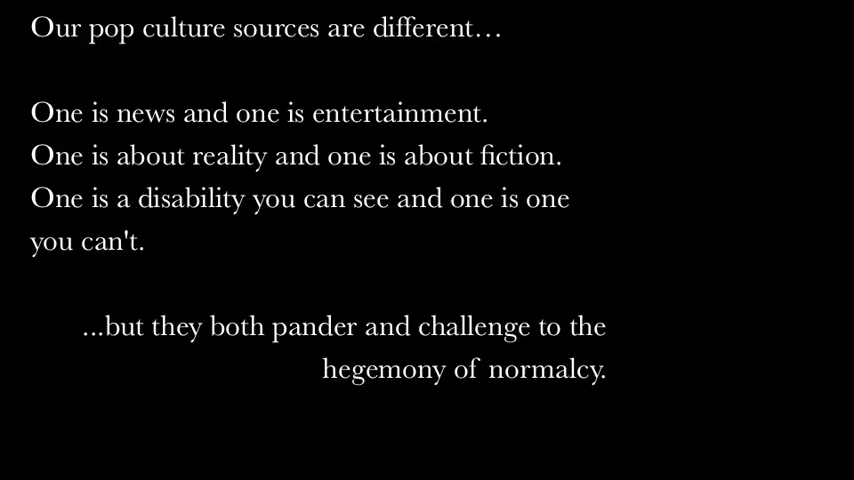 Our pop culture sources are different…
One is news and one is entertainment.
One is about reality and one is about fiction.
One is a disability you can see and one is one
you can't.
...but they both pander and challenge to the
hegemony of normalcy.